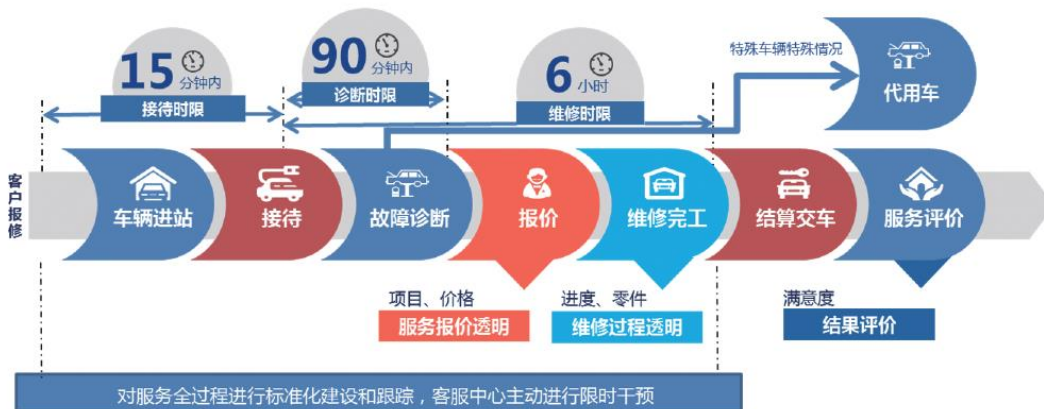 15
分钟内
接待时限
90
分钟内
诊断时限
6
小时
维修时限
特殊车辆特殊情况
代用车
客户报修
车辆进站
接待
故障诊断
报价
维修完工
结算交车
服务评价
项目、价格
服务报价透明
进度、零件
维修过程透明
满意度
结果评价
对服务全过程进行标准化建设和跟踪，客服中心主动进行限时干预